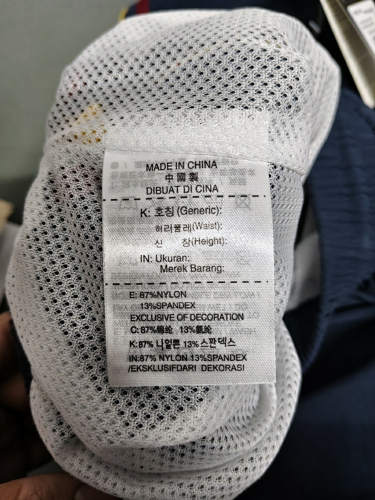 MADE IN CHINA
中國製
DIBUAT DI CINA
K: 호칭(Generic):
허리둘레(Waist):
신 장(Height):
IN: Ukuran:
Merek Barang:
E: 87%NYLON
13%SPANDEX
EXCLUSIVE OF DECORATION
C: 87%锦纶 13%氨纶
K:87% 나일론 13% 스판덱스
IN:87% NYLON 13%SPANDEX
/EKSKLUSIFDARI DEKORASI